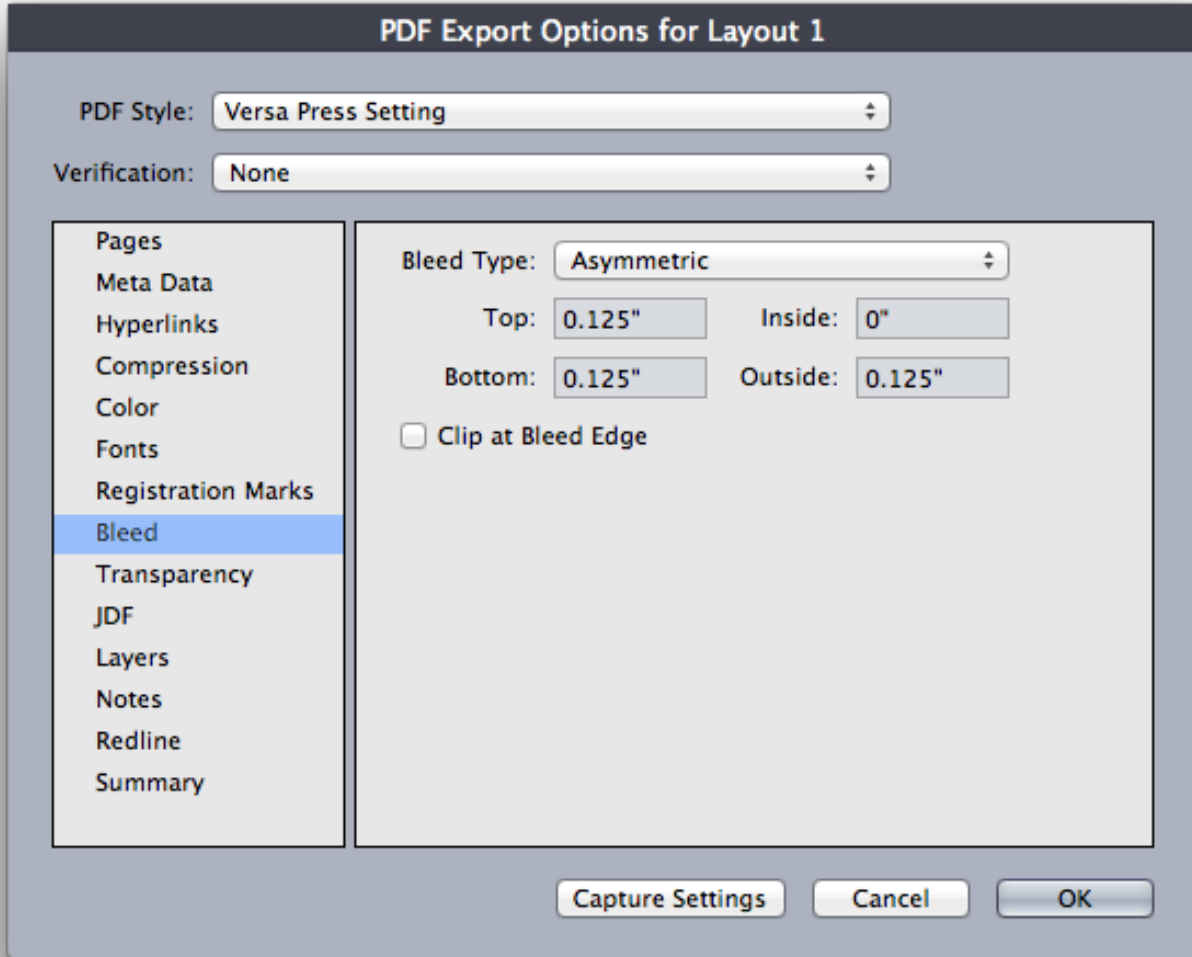 PDF Export Options for Layout 1
PDF Style: Versa Press Setting
Verification: None
Pages
Meta Data
Hyperlinks
Compression
Color
Fonts
Registration Marks
Bleed
Transparency
JDF
Layers
Notes
Redline
Summary
Bleed Type: Asymmetric
Top: 0.125" Inside: 0"
Bottom: 0.125" Outside: 0.125"
Clip at Bleed Edge
Capture Settings Cancel OK